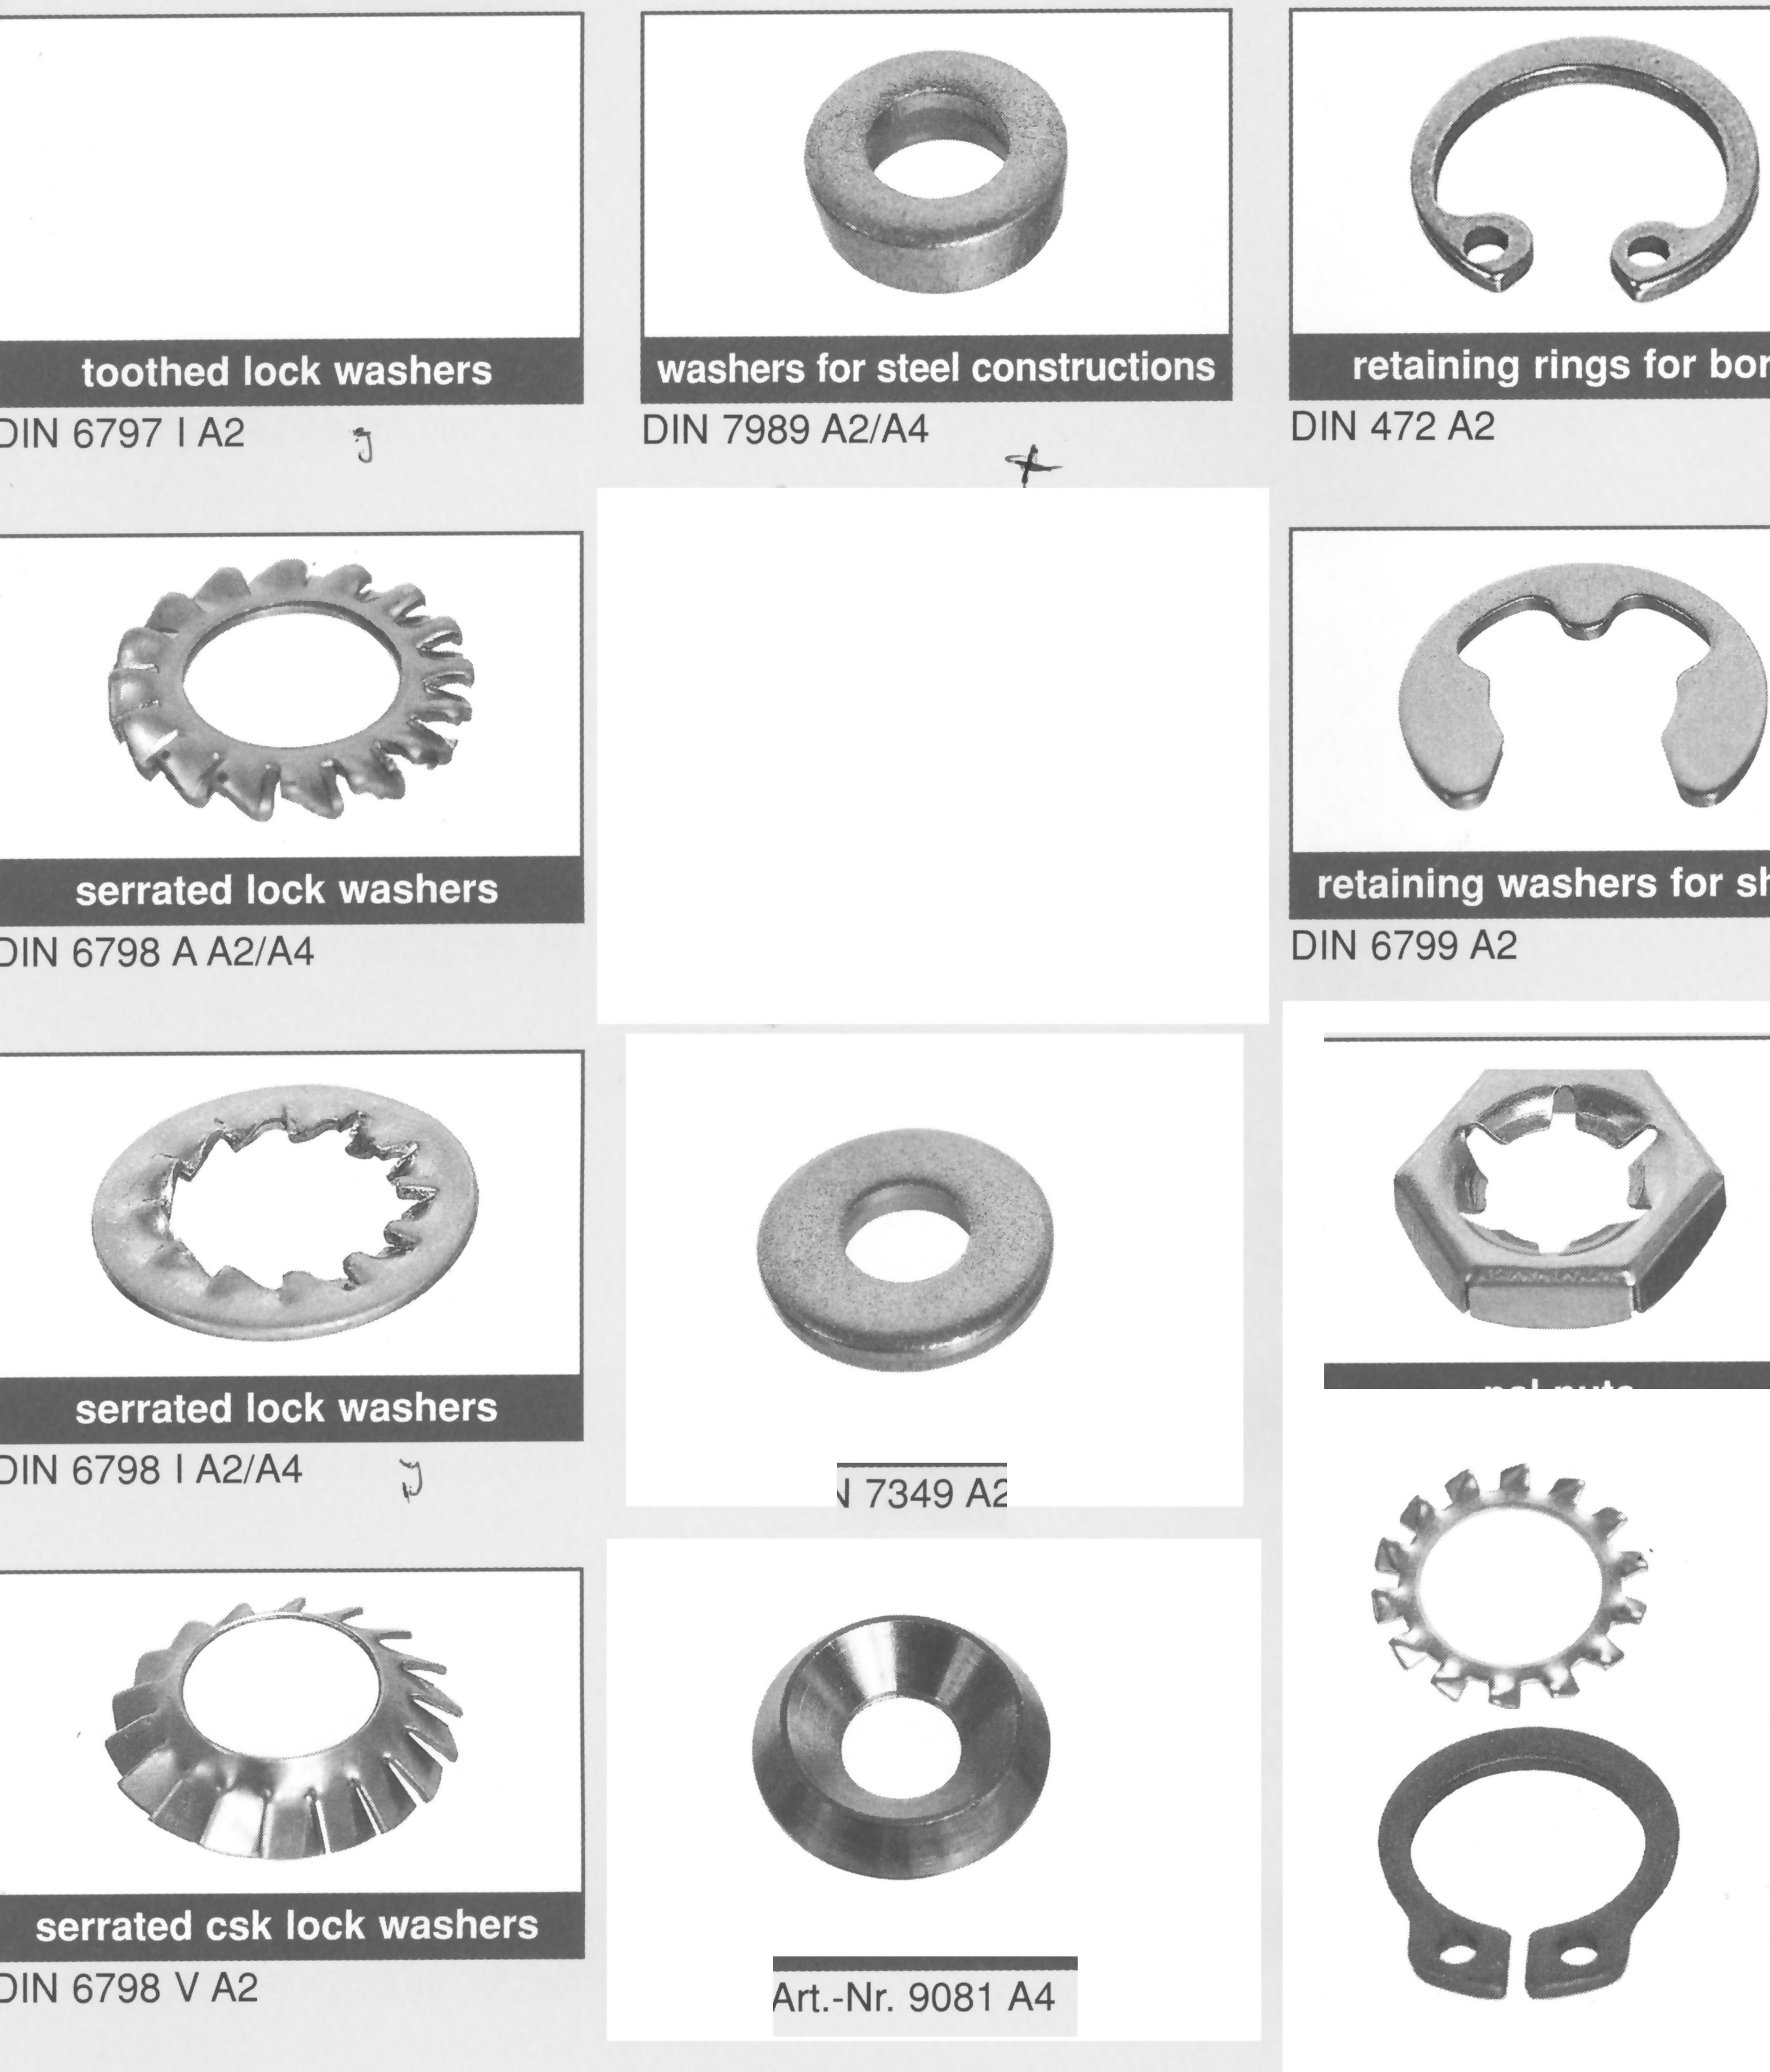 toothed lock washers
DIN 6797 I A2
washers for steel constructions
DIN 7989 A2/A4
retaining rings for bor
DIN 472 A2
serrated lock washers
DIN 6798 A A2/A4
retaining washers for sh
DIN 6799 A2
serrated lock washers
DIN 6798 I A2/A4
N 7349 A2
serrated csk lock washers
DIN 6798 V A2
Art.-Nr. 9081 A4